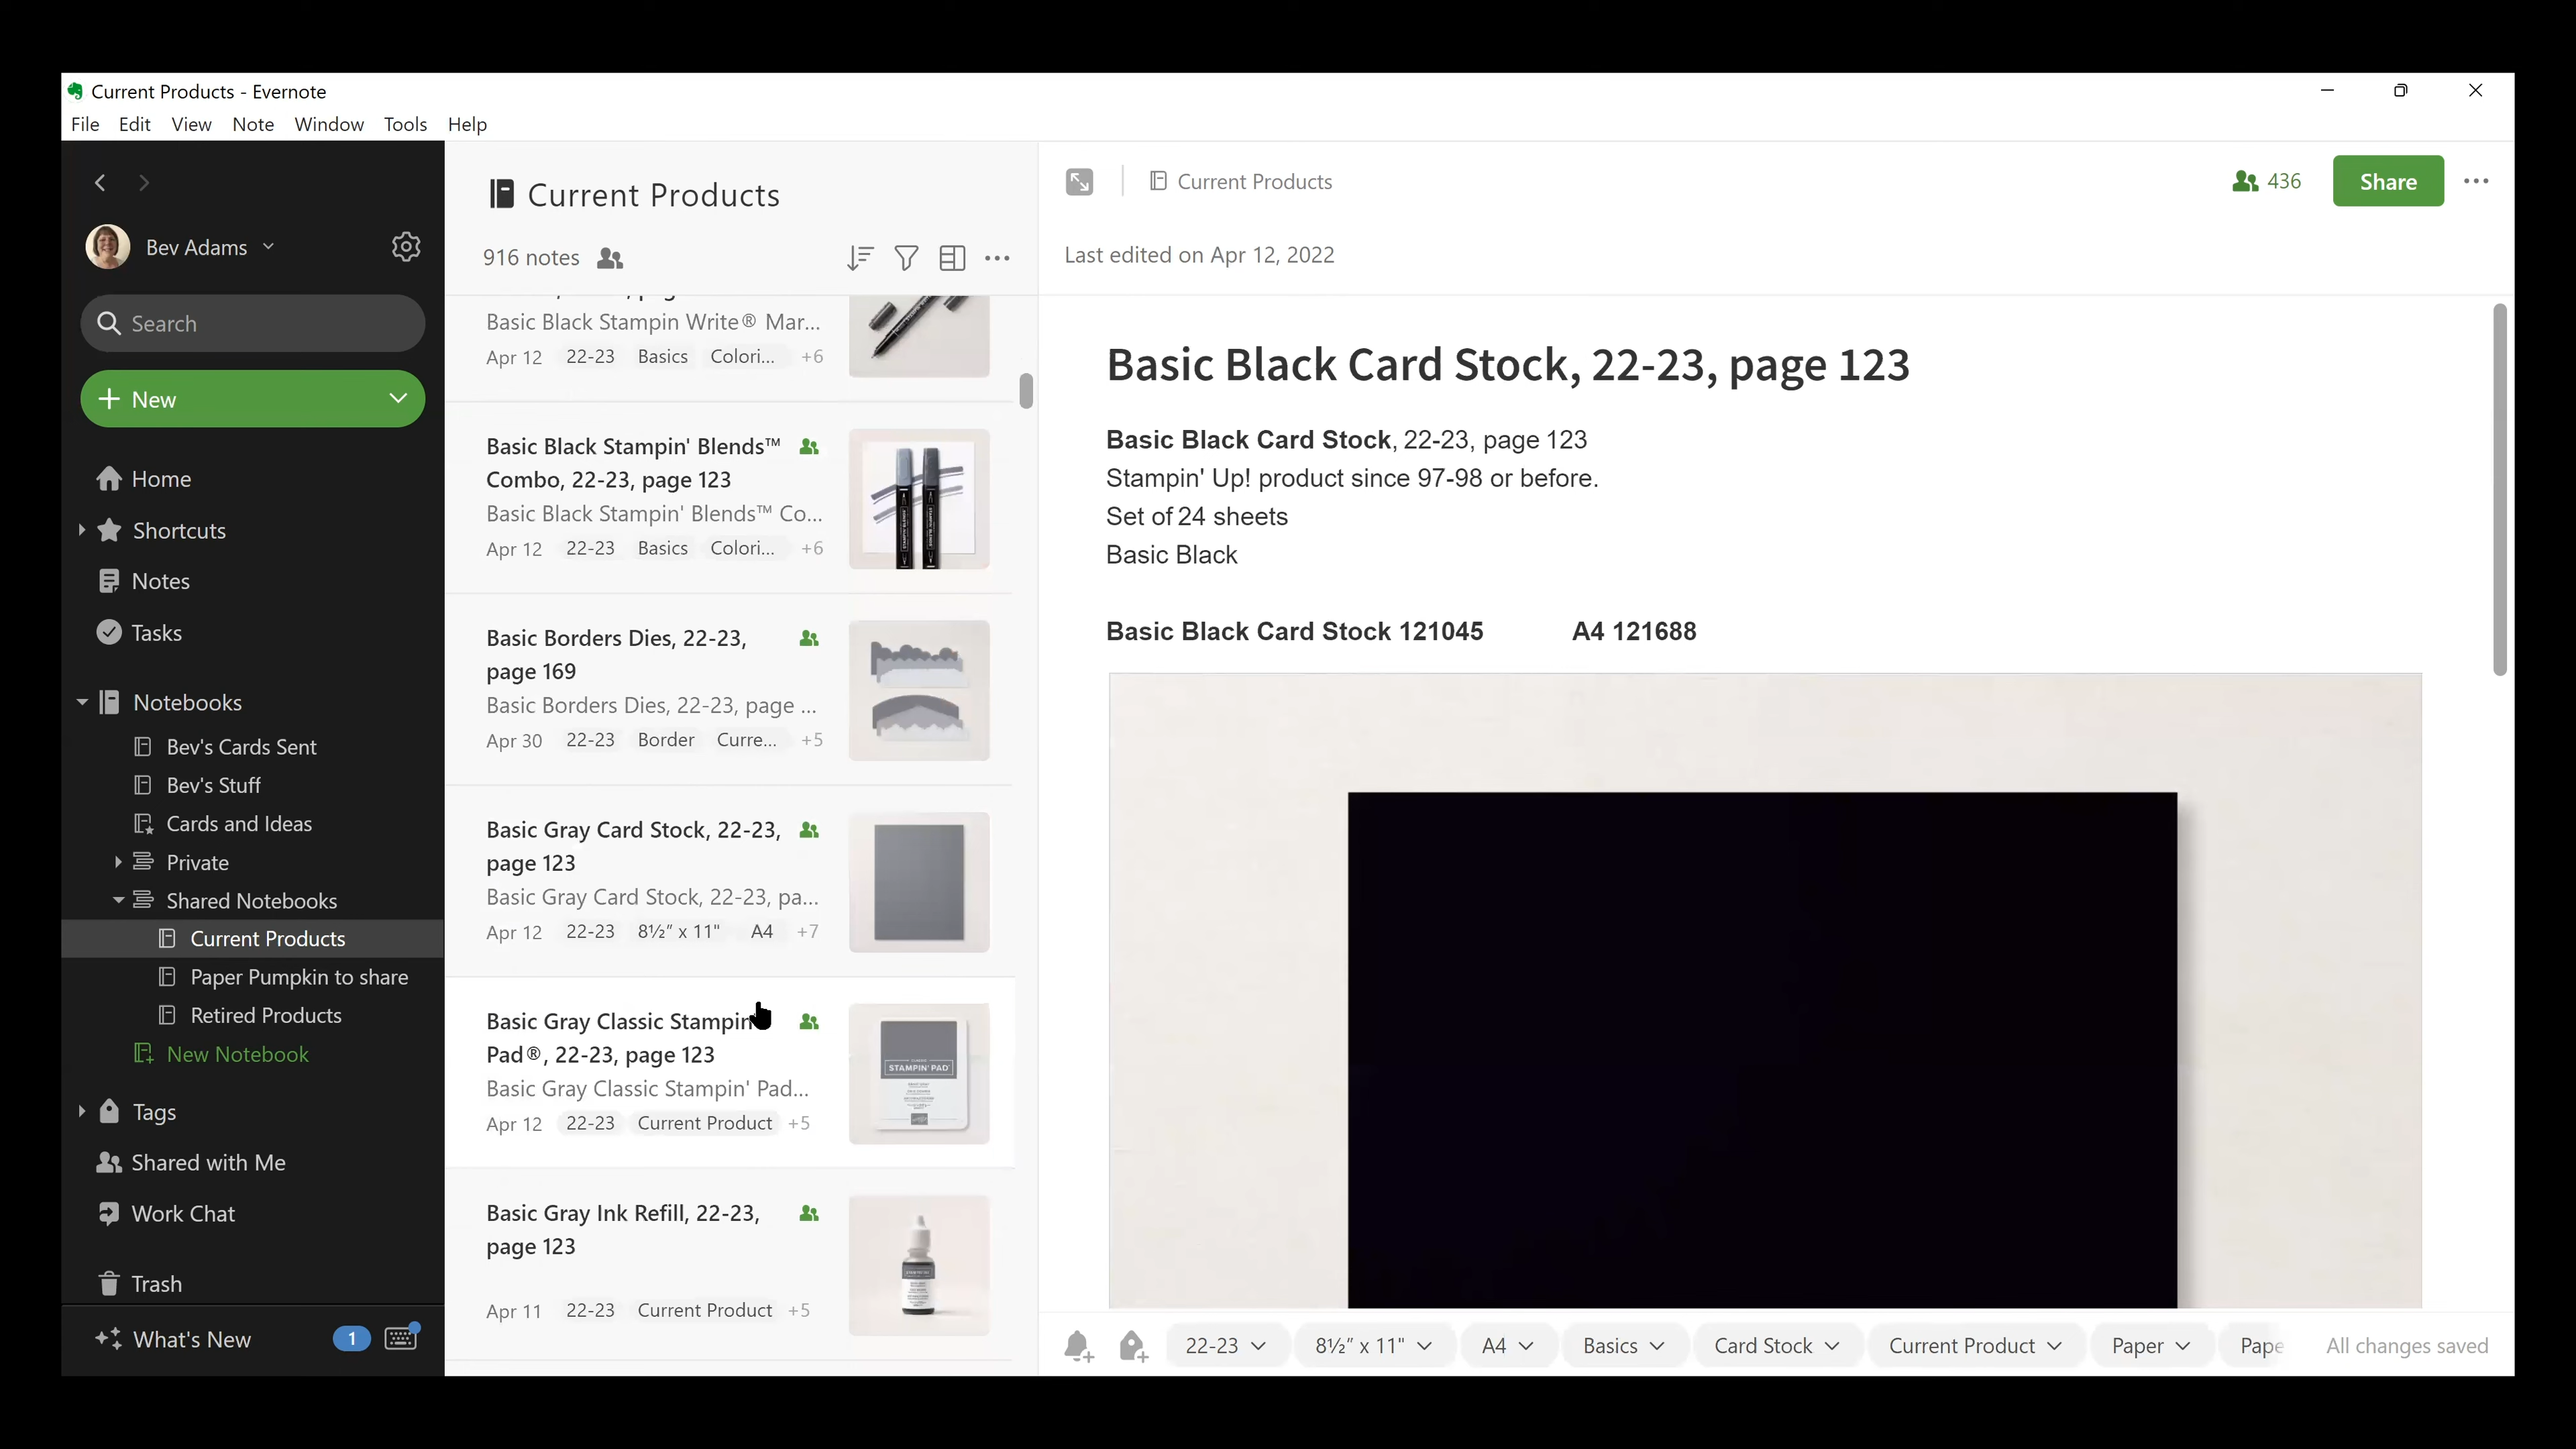 Current Products - Evernote
File Edit View Note Window Tools Help
Bev Adams
Search
New
Home
Shortcuts
Notes
Tasks
Notebooks
Bev's Cards Sent
Bev's Stuff
Cards and Ideas
Private
Shared Notebooks
Current Products
Paper Pumpkin to share
Retired Products
New Notebook
Tags
Shared with Me
Work Chat
Trash
What's New 1
Current Products
916 notes
Basic Black Stampin Write® Mar...
Apr 12 22-23 Basics Colori... +6
Basic Black Stampin' Blends™
Combo, 22-23, page 123
Basic Black Stampin' Blends™ Co...
Apr 12 22-23 Basics Colori... +6
Basic Borders Dies, 22-23,
page 169
Basic Borders Dies, 22-23, page ...
Apr 30 22-23 Border Curre... +5
Basic Gray Card Stock, 22-23,
page 123
Basic Gray Card Stock, 22-23, pa...
Apr 12 22-23 8½” x 11" A4 +7
Basic Gray Classic Stampin
Pad®, 22-23, page 123
Basic Gray Classic Stampin' Pad...
Apr 12 22-23 Current Product +5
STAMPIN' PAD
Basic Gray Ink Refill, 22-23,
page 123
Apr 11 22-23 Current Product +5
Current Products
436 Share
Last edited on Apr 12, 2022
Basic Black Card Stock, 22-23, page 123
Basic Black Card Stock, 22-23, page 123
Stampin' Up! product since 97-98 or before.
Set of 24 sheets
Basic Black
Basic Black Card Stock 121045 A4 121688
22-23 8½” x 11" A4 Basics Card Stock Current Product Paper Pape All changes saved